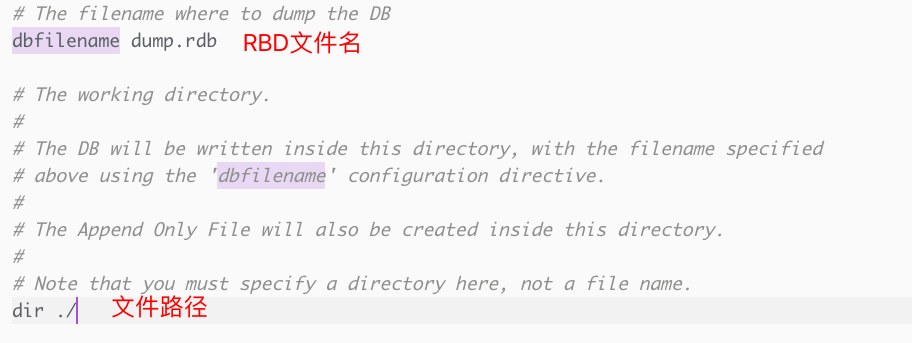 # The filename where to dump the DB
dbfilename dump.rdb RBD文件名
# The working directory.
#
# The DB will be written inside this directory, with the filename specified
# above using the 'dbfilename' configuration directive.
#
# The Append Only File will also be created inside this directory.
#
# Note that you must specify a directory here, not a file name.
dir ./ 文件路径